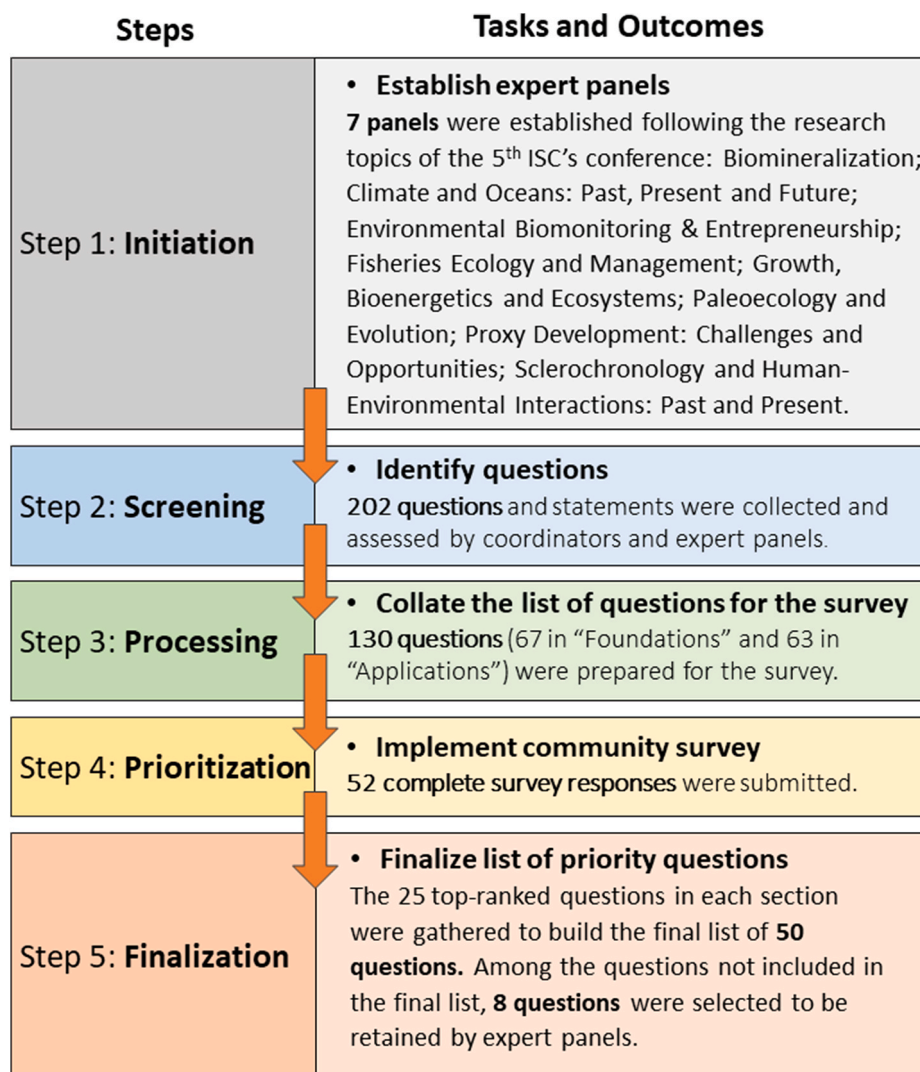 Steps
Tasks and Outcomes
Step 1: Initiation
• Establish expert panels
7 panels were established following the research
topics of the 5th ISC's conference: Biomineralization;
Climate and Oceans: Past, Present and Future;
Environmental Biomonitoring & Entrepreneurship;
Fisheries Ecology and Management; Growth,
Bioenergetics and Ecosystems; Paleoecology and
Evolution; Proxy Development: Challenges and
Opportunities; Sclerochronology and Human-
Environmental Interactions: Past and Present.
Step 2: Screening
• Identify questions
202 questions and statements were collected and
assessed by coordinators and expert panels.
Step 3: Processing
• Collate the list of questions for the survey
130 questions (67 in “Foundations” and 63 in
“Applications”) were prepared for the survey.
Step 4: Prioritization
• Implement community survey
52 complete survey responses were submitted.
Step 5: Finalization
• Finalize list of priority questions
The 25 top-ranked questions in each section
were gathered to build the final list of 50
questions. Among the questions not included in
the final list, 8 questions were selected to be
retained by expert panels.